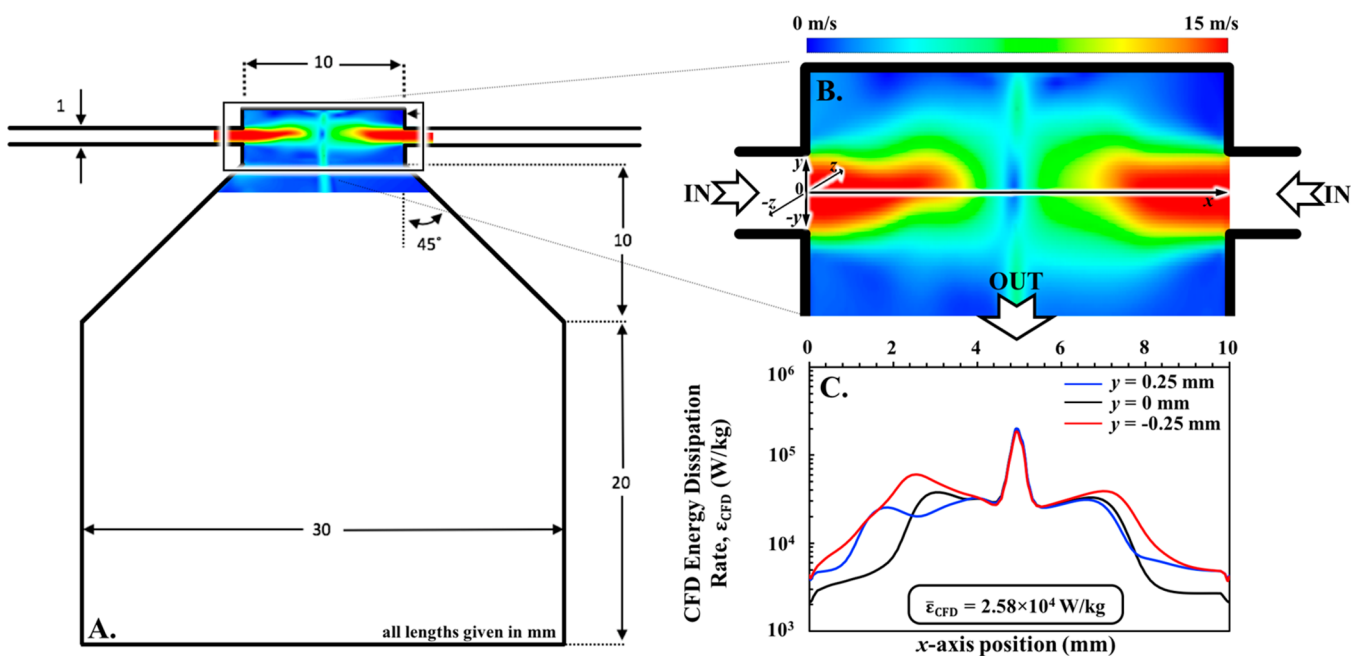 10
1
45°
10
20
30
A.
all lengths given in mm
0 m/s
15 m/s
B.
y
z
0
-z
-y
x
IN
IN
OUT
0
2
4
6
8
10
C.
10⁶
10⁵
10⁴
10³
y = 0.25 mm
y = 0 mm
y = -0.25 mm
CFD Energy Dissipation
Rate, εCFD (W/kg)
ε̄CFD = 2.58×10⁴ W/kg
x-axis position (mm)